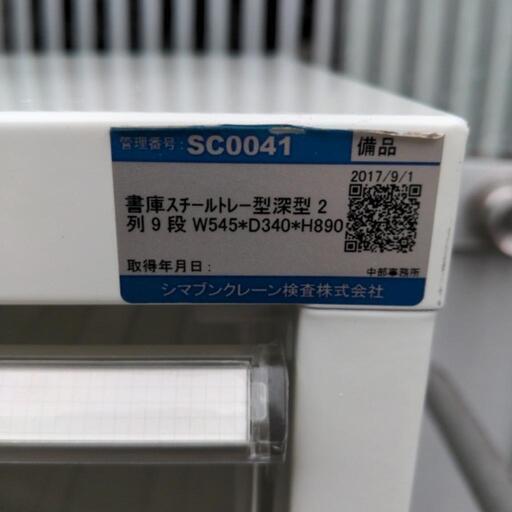 管理番号: SC0041 備品
2017/9/1
書庫スチールトレー型深型 2
列 9 段 W545*D340*H890
取得年月日: 中部事務所
シマブンクレーン検査株式会社